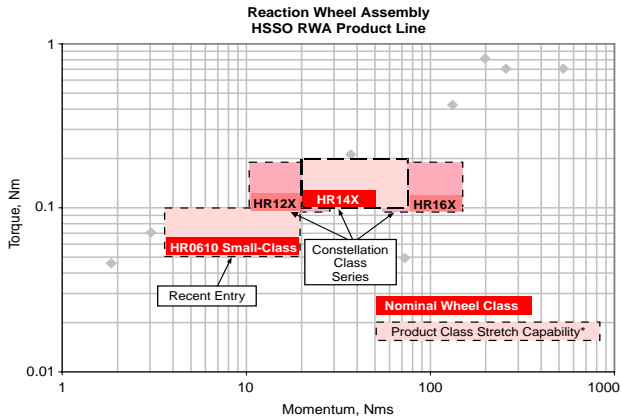 Reaction Wheel Assembly
HSSO RWA Product Line
1
Torque, Nm
HR12X
HR14X
HR16X
0.1
HR0610 Small-Class
Constellation
Class
Series
Recent Entry
Nominal Wheel Class
Product Class Stretch Capability*
0.01
1
10
100
1000
Momentum, Nms